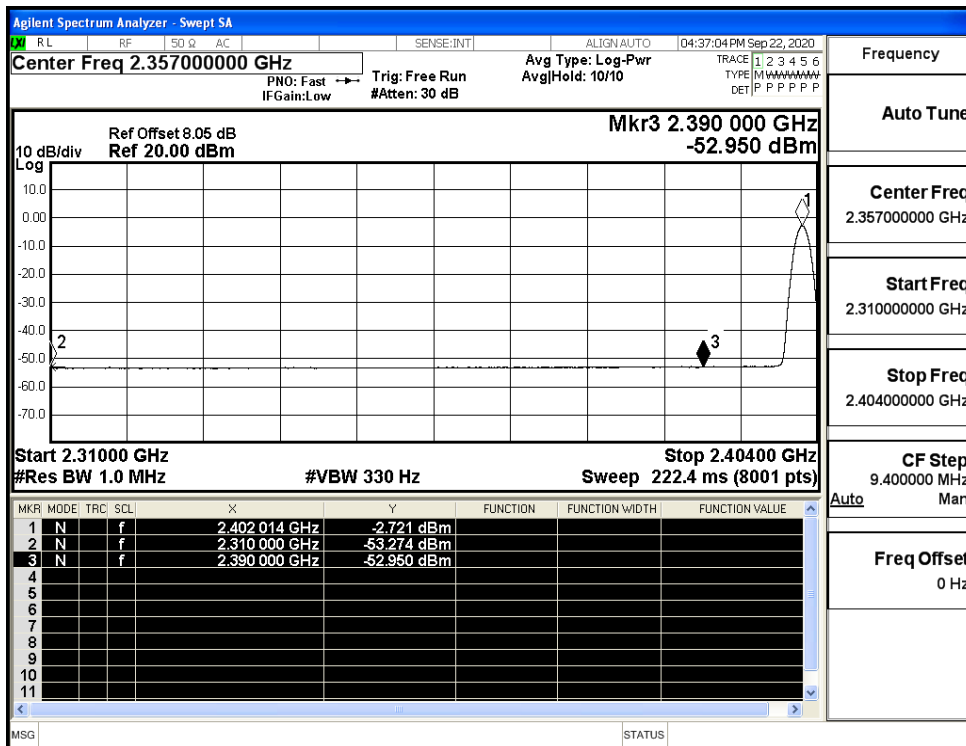 Agilent Spectrum Analyzer - Swept SA
LXI RL RF 50 Ω AC SENSE:INT ALIGN AUTO 04:37:04 PM Sep 22, 2020
Center Freq 2.357000000 GHz
PNO: Fast
IFGain:Low
Trig: Free Run
#Atten: 30 dB
Avg Type: Log-Pwr
Avg|Hold: 10/10
TRACE 1 2 3 4 5 6
TYPE M W W W W W
DET P P P P P P
Ref Offset 8.05 dB
10 dB/div Ref 20.00 dBm
Log
Mkr3 2.390 000 GHz
-52.950 dBm
10.0
0.00
-10.0
-20.0
-30.0
-40.0
-50.0
-60.0
-70.0
1
2
3
Start 2.31000 GHz Stop 2.40400 GHz
#Res BW 1.0 MHz #VBW 330 Hz Sweep 222.4 ms (8001 pts)
MKR MODE TRC SCL X Y FUNCTION FUNCTION WIDTH FUNCTION VALUE
1 N f 2.402 014 GHz -2.721 dBm
2 N f 2.310 000 GHz -53.274 dBm
3 N f 2.390 000 GHz -52.950 dBm
4
5
6
7
8
9
10
11
MSG STATUS
Frequency
Auto Tune
Center Freq
2.357000000 GHz
Start Freq
2.310000000 GHz
Stop Freq
2.404000000 GHz
CF Step
9.400000 MHz
Auto Man
Freq Offset
0 Hz